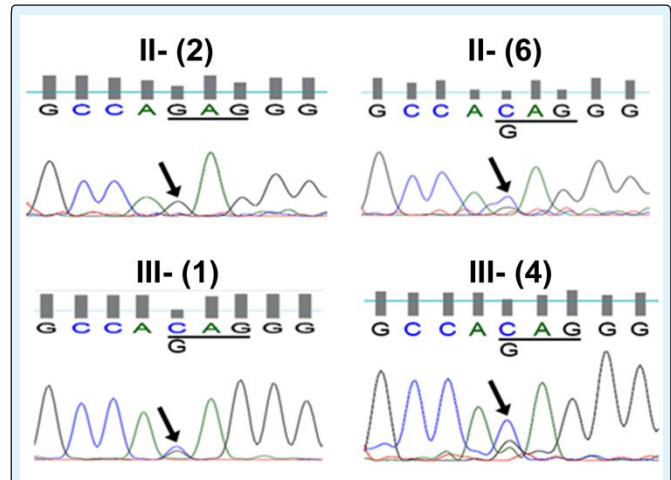 II- (2)
G C C A G A G G G
II- (6)
G C C A C A G G G
G
III- (1)
G C C A C A G G G
G
III- (4)
G C C A C A G G G
G